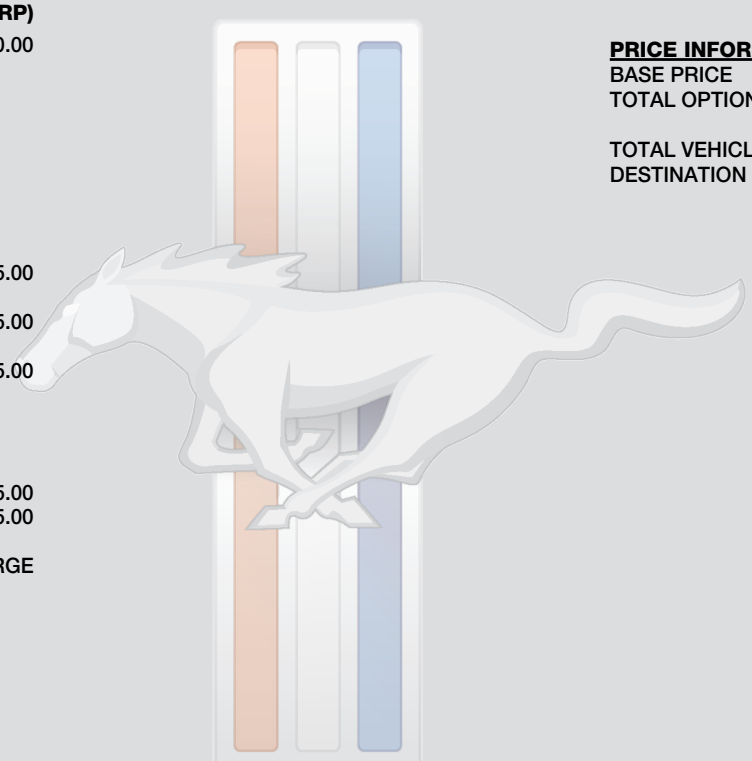 RP)
0.00
5.00
5.00
5.00
5.00
5.00
RGE
PRICE INFOR
BASE PRICE
TOTAL OPTION
TOTAL VEHICL
DESTINATION